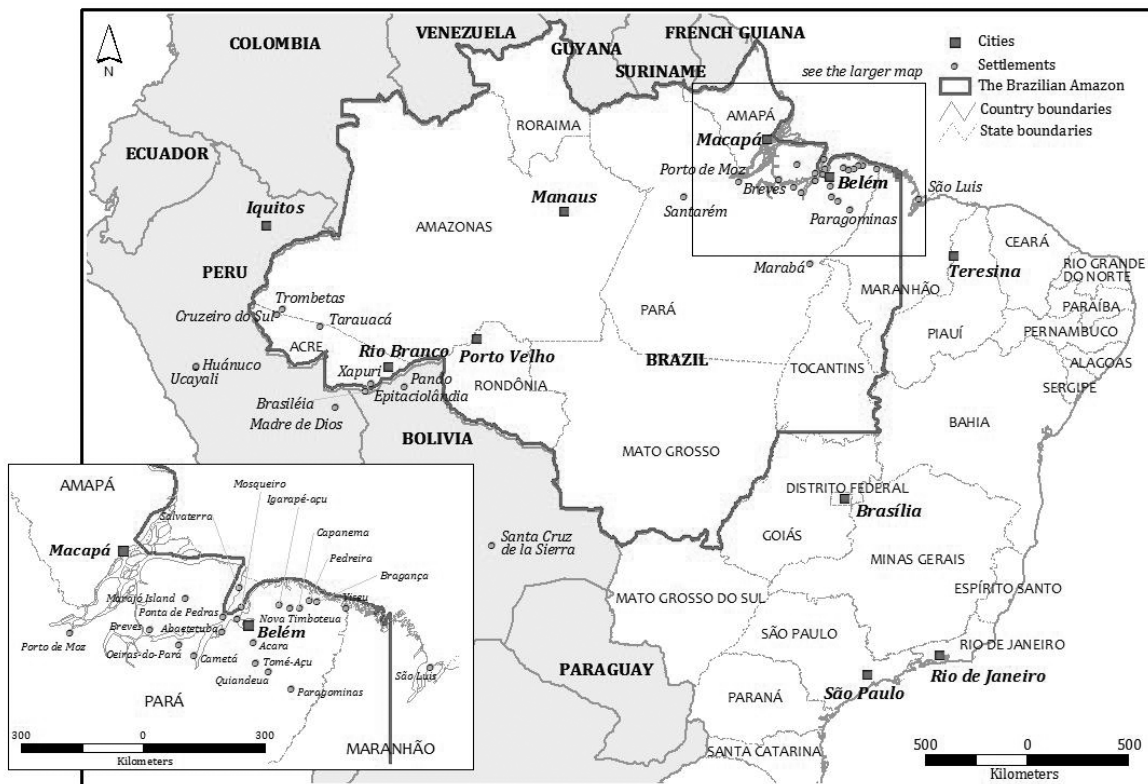 COLOMBIA
VENEZUELA
GUYANA
SURINAME
FRENCH GUIANA
N
Cities
Settlements
The Brazilian Amazon
Country boundaries
State boundaries
see the larger map
ECUADOR
RORAIMA
AMAPÁ
Macapá
Porto de Moz
Breves
Belém
São Luis
Iquitos
Manaus
Santarém
Paragominas
AMAZONAS
CEARÁ
PERU
Marabá
Teresina
RIO GRANDE
DO NORTE
MARANHÃO
Trombetas
Cruzeiro do Sul
Tarauacá
PARÁ
PARAÍBA
PIAUÍ
PERNAMBUCO
ACRE
Rio Branco
Porto Velho
BRAZIL
TOCANTINS
ALAGOAS
Huánuco
Ucayali
Xapuri
Pando
RONDÔNIA
SERGIPE
Brasiléia
Epitaciolândia
Madre de Dios
BAHIA
BOLIVIA
MATO GROSSO
DISTRITO FEDERAL
Brasília
GOIÁS
Santa Cruz
de la Sierra
MINAS GERAIS
ESPÍRITO SANTO
MATO GROSSO DO SUL
SÃO PAULO
RIO DE JANEIRO
PARAGUAY
Rio de Janeiro
São Paulo
PARANÁ
SANTA CATARINA
500 0 500
Kilometers
AMAPÁ
Mosqueiro
Igarapé-açu
Salvaterra
Capanema
Macapá
Pedreira
Bragança
Marajó Island
Viseu
Ponta de Pedras
Nova Timboteua
Breves
Abaetetuba
Belém
Porto de Moz
Acara
Oeiras-do-Pará
Cametá
Tomé-Açu
São Luis
Quiandeua
Paragominas
PARÁ
MARANHÃO
300 0 300
Kilometers